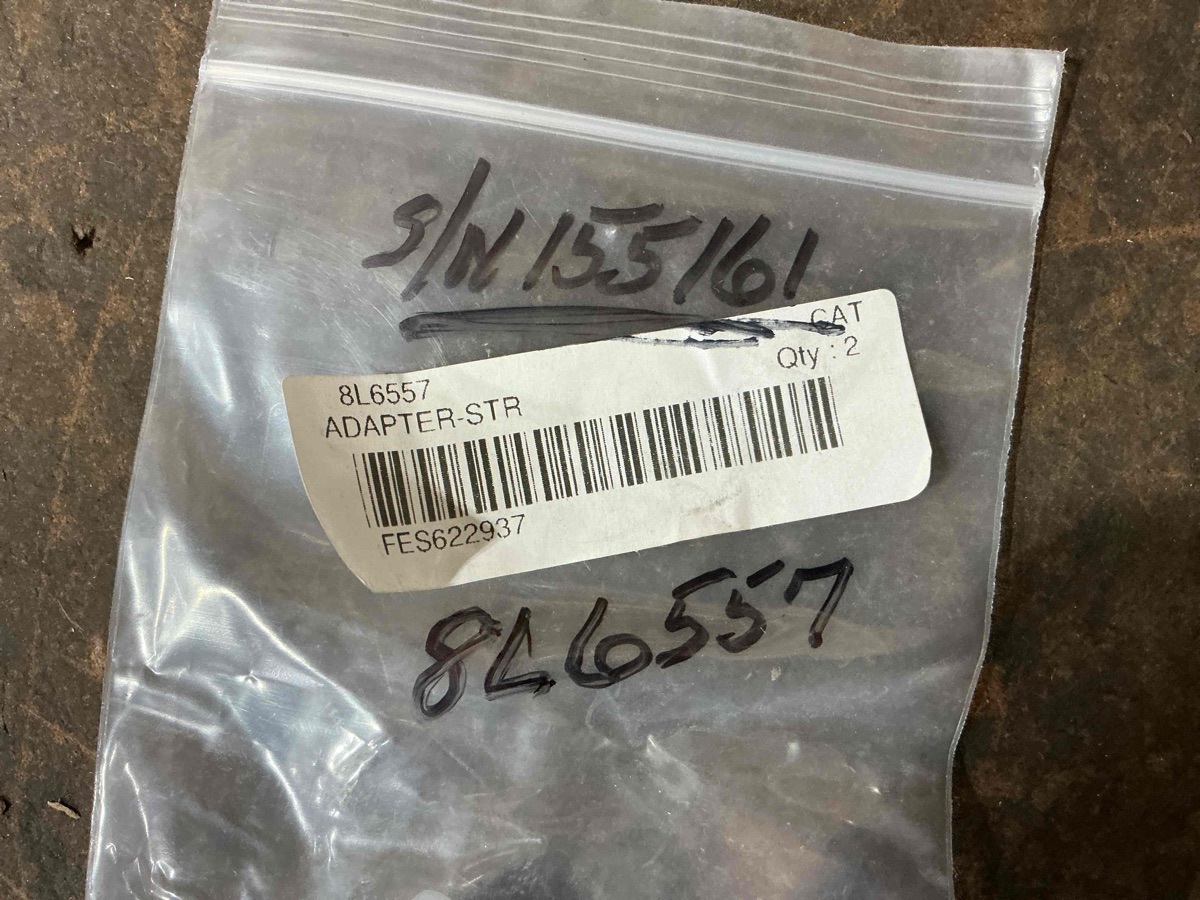 S/N 155161
CAT
8L6557
Qty : 2
ADAPTER-STR
FES622937
8L6557